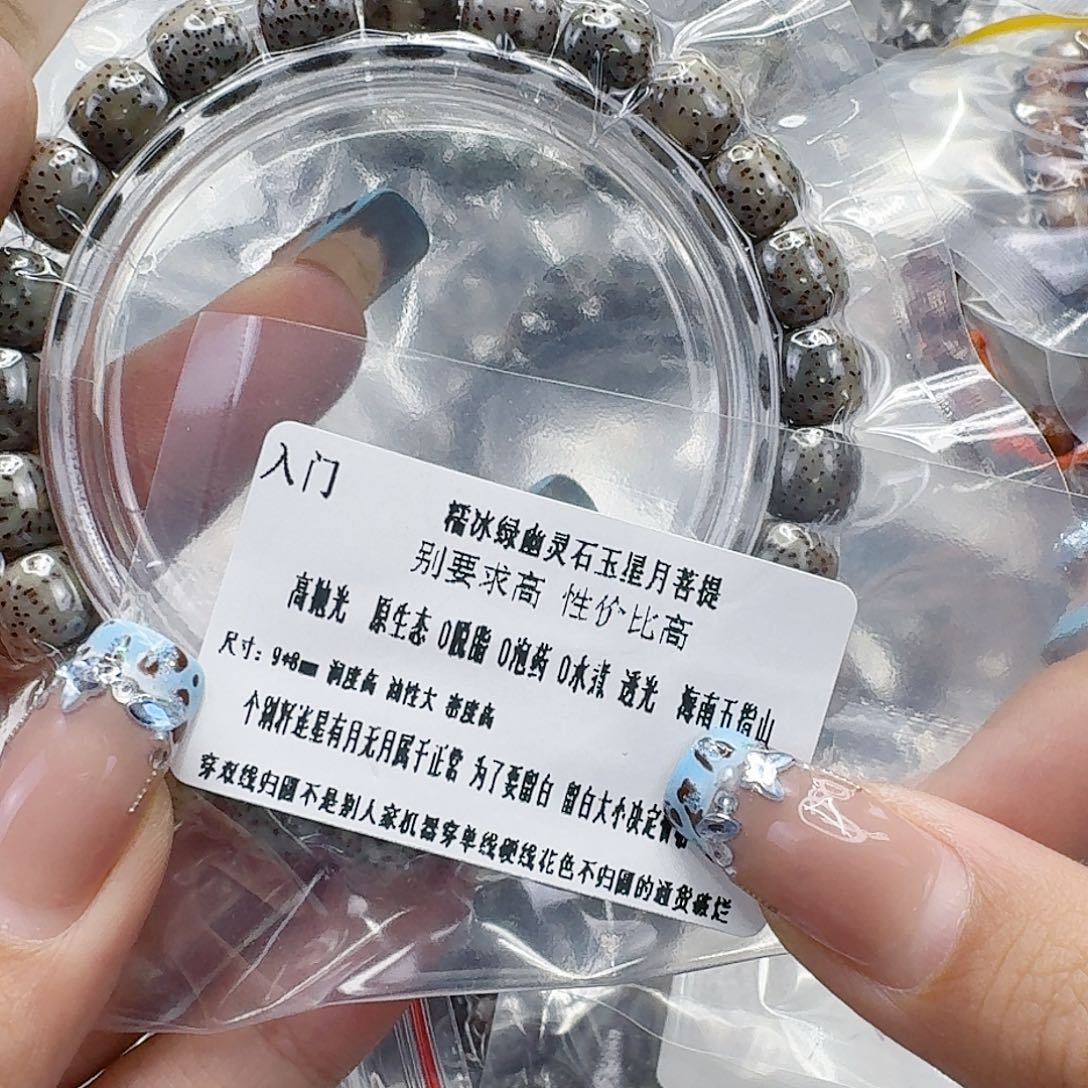 入门
糯冰绿幽灵石玉星月菩提
别要求高 性价比高
高抛光 原生态 0脱脂 0泡药 0水煮 透光 海南五指山
尺寸：9*8mm 润度高 油性大 密度高
个别籽连星有月无月属于正常 为了要留白 留白大小决定
穿双线归圆不是别人家机器穿单线硬线花色不归圆的通货破烂